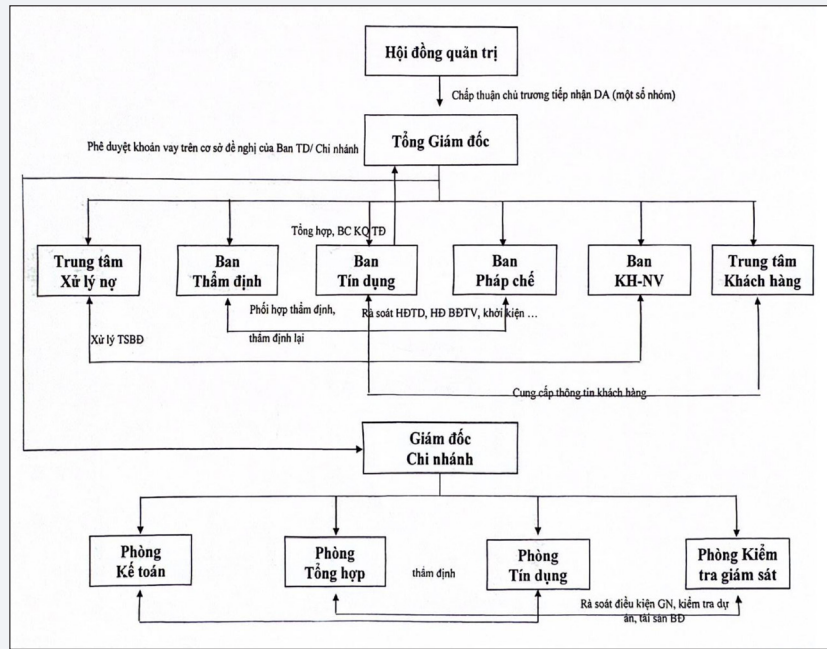 Hội đồng quản trị
Chấp thuận chủ trương tiếp nhận DA (một số nhóm)
Phê duyệt khoản vay trên cơ sở đề nghị của Ban TD/ Chi nhánh
Tổng Giám đốc
Tổng hợp, BC KQ TĐ
Trung tâm
Xử lý nợ
Ban
Thẩm định
Ban
Tín dụng
Ban
Pháp chế
Ban
KH-NV
Trung tâm
Khách hàng
Phối hợp thẩm định,
thẩm định lại
Rà soát HĐTD, HĐ BĐTV, khởi kiện ...
Xử lý TSBĐ
Cung cấp thông tin khách hàng
Giám đốc
Chi nhánh
Phòng
Kế toán
Phòng
Tổng hợp
thẩm định
Phòng
Tín dụng
Phòng Kiểm
tra giám sát
Rà soát điều kiện GN, kiểm tra dự
án, tài sản BĐ